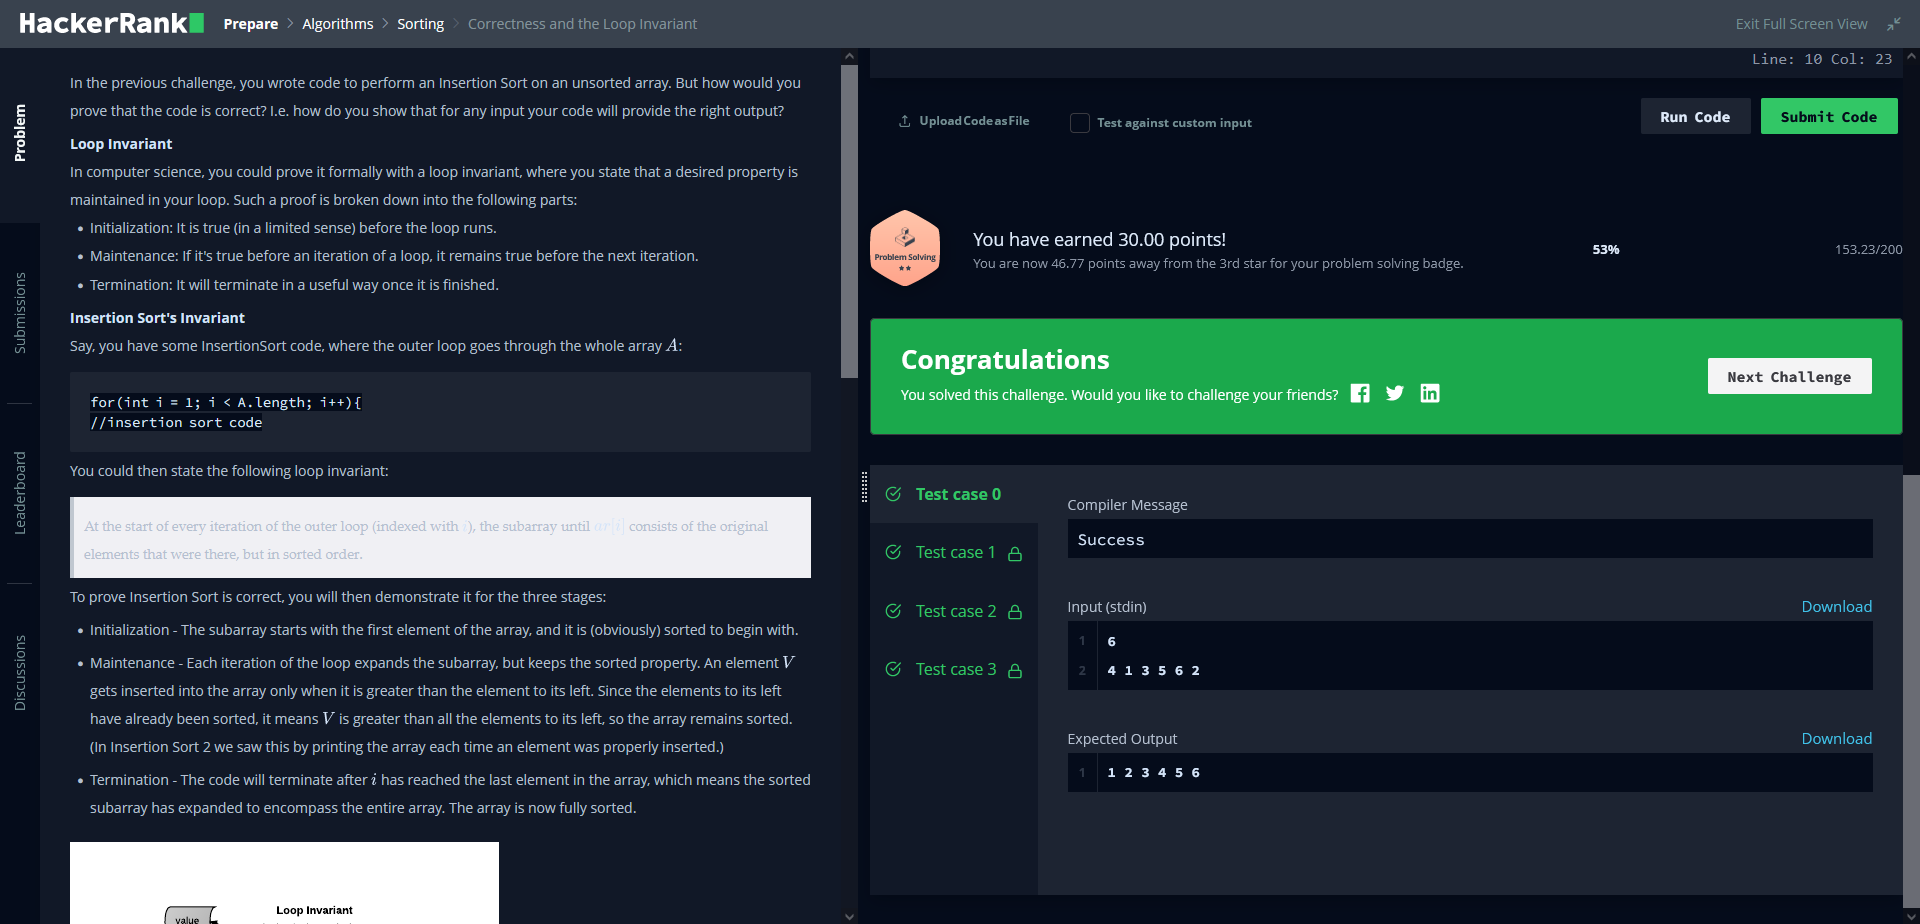 HackerRank Prepare > Algorithms > Sorting > Correctness and the Loop Invariant Exit Full Screen View
Problem
Submissions
Leaderboard
Discussions
In the previous challenge, you wrote code to perform an Insertion Sort on an unsorted array. But how would you
prove that the code is correct? I.e. how do you show that for any input your code will provide the right output?
Loop Invariant
In computer science, you could prove it formally with a loop invariant, where you state that a desired property is
maintained in your loop. Such a proof is broken down into the following parts:
• Initialization: It is true (in a limited sense) before the loop runs.
• Maintenance: If it's true before an iteration of a loop, it remains true before the next iteration.
• Termination: It will terminate in a useful way once it is finished.
Insertion Sort's Invariant
Say, you have some InsertionSort code, where the outer loop goes through the whole array A:
for(int i = 1; i < A.length; i++){
//insertion sort code
You could then state the following loop invariant:
At the start of every iteration of the outer loop (indexed with i), the subarray until ar[i] consists of the original
elements that were there, but in sorted order.
To prove Insertion Sort is correct, you will then demonstrate it for the three stages:
• Initialization - The subarray starts with the first element of the array, and it is (obviously) sorted to begin with.
• Maintenance - Each iteration of the loop expands the subarray, but keeps the sorted property. An element V
gets inserted into the array only when it is greater than the element to its left. Since the elements to its left
have already been sorted, it means V is greater than all the elements to its left, so the array remains sorted.
(In Insertion Sort 2 we saw this by printing the array each time an element was properly inserted.)
• Termination - The code will terminate after i has reached the last element in the array, which means the sorted
subarray has expanded to encompass the entire array. The array is now fully sorted.
Loop Invariant
value
Line: 10 Col: 23
Upload Code as File
Test against custom input
Run Code
Submit Code
Problem Solving
You have earned 30.00 points!
You are now 46.77 points away from the 3rd star for your problem solving badge.
53%
153.23/200
Congratulations
You solved this challenge. Would you like to challenge your friends?
Next Challenge
Test case 0
Test case 1
Test case 2
Test case 3
Compiler Message
Success
Input (stdin) Download
1 6
2 4 1 3 5 6 2
Expected Output Download
1 1 2 3 4 5 6